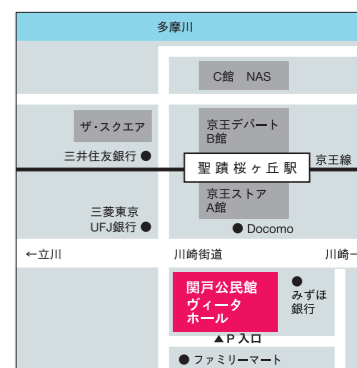 多摩川
C館 NAS
ザ・スクエア
京王デパート
B館
三井住友銀行●
聖蹟桜ヶ丘駅
京王線
京王ストア
A館
三菱東京
UFJ銀行●
●Docomo
←立川
川崎街道
川崎
関戸公民館
ヴィータ
ホール
●
みずほ
銀行
▲P入口
●ファミリーマート